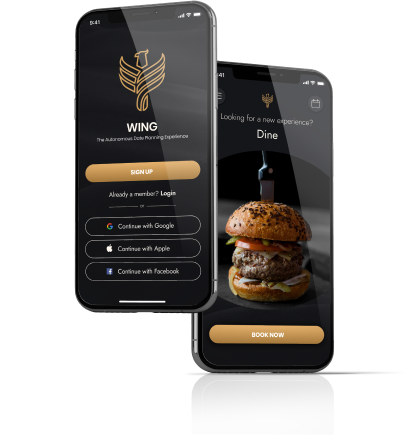 9:41
WING
The Autonomous Date Planning Experience
SIGN UP
Already a member? Login
or
Continue with Google
Continue with Apple
Continue with Facebook
:41
Looking for a new experience?
Dine
BOOK NOW